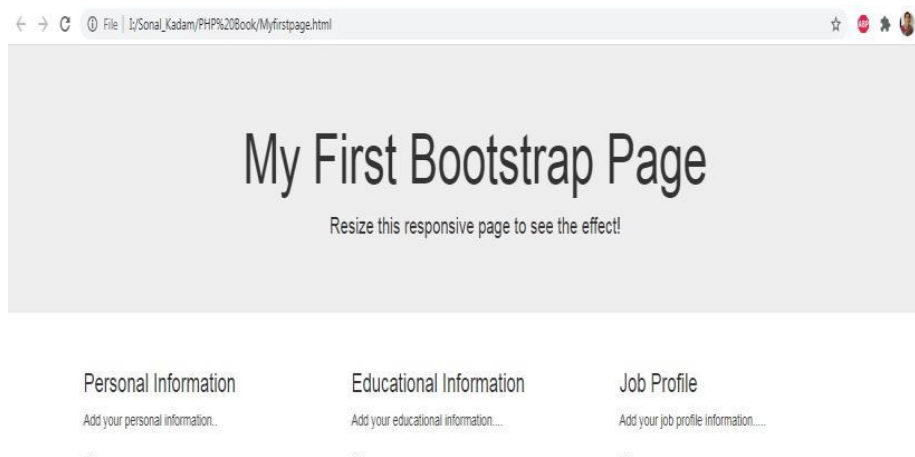 File | I:/Sonal_Kadam/PHP%20Book/Myfirstpage.html
ABP
My First Bootstrap Page
Resize this responsive page to see the effect!
Personal Information
Educational Information
Job Profile
Add your personal information..
Add your educational information....
Add your job profile information.....